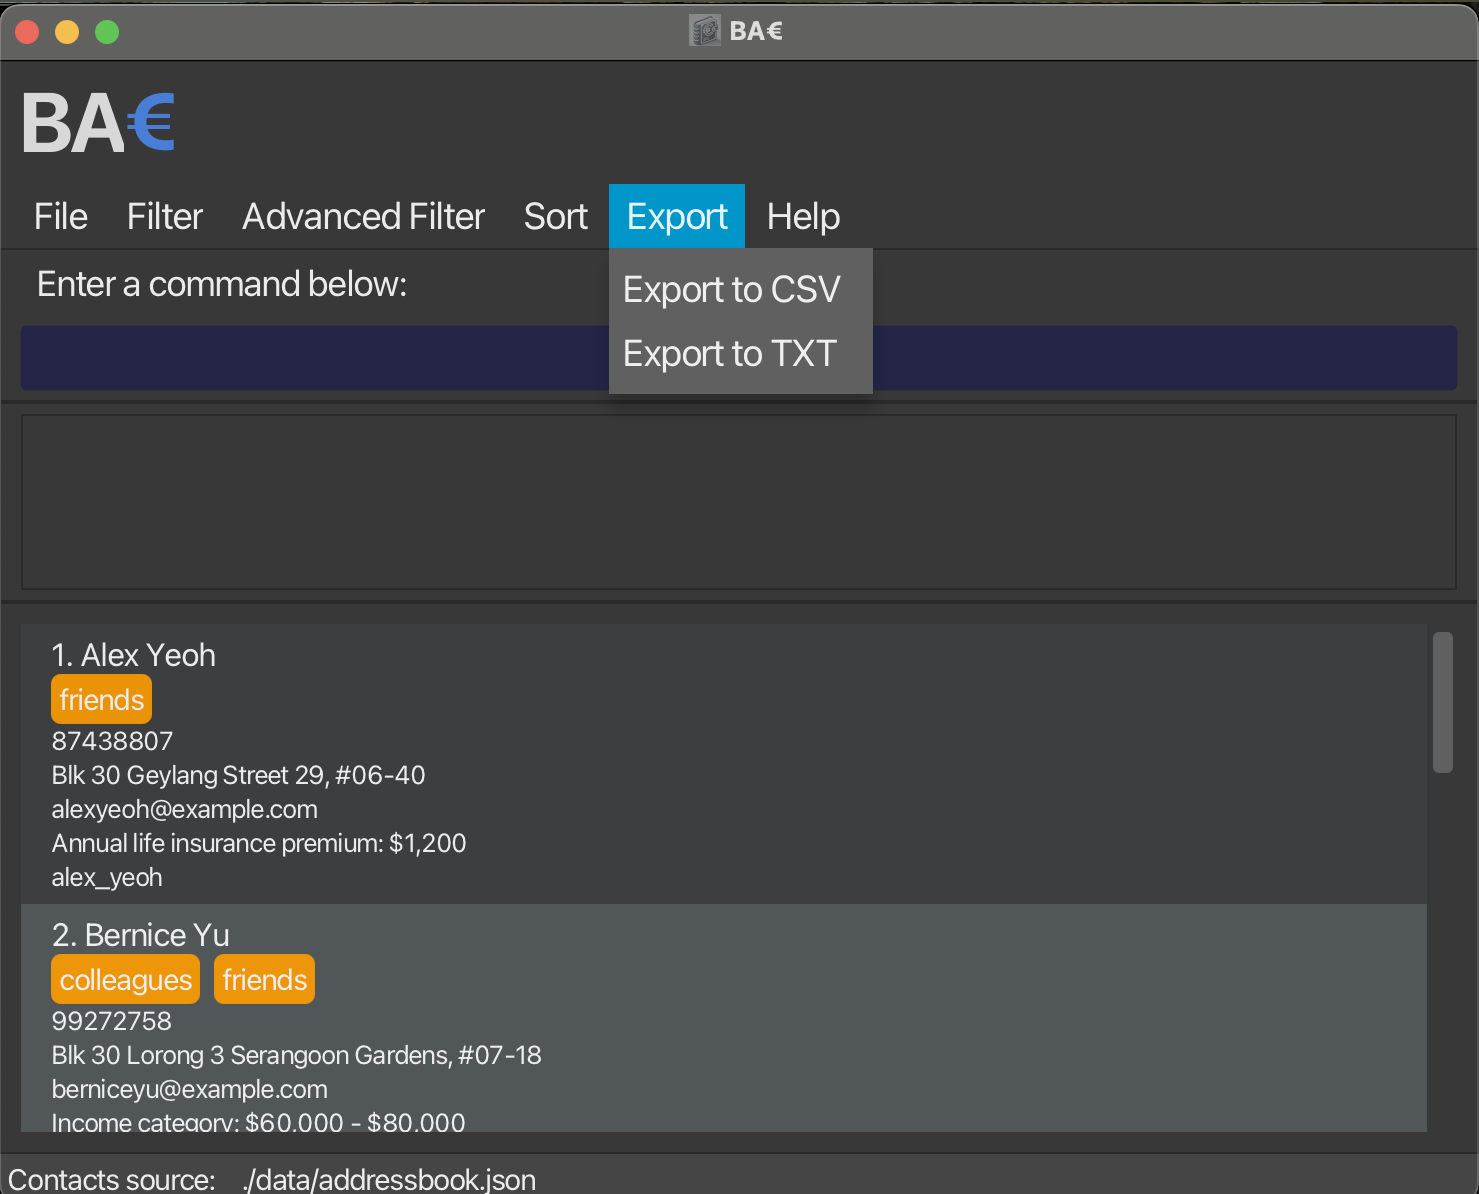 BA€
BA€
File Filter Advanced Filter Sort Export Help
Enter a command below:
Export to CSV
Export to TXT
1. Alex Yeoh
friends
87438807
Blk 30 Geylang Street 29, #06-40
alexyeoh@example.com
Annual life insurance premium: $1,200
alex_yeoh
2. Bernice Yu
colleagues friends
99272758
Blk 30 Lorong 3 Serangoon Gardens, #07-18
berniceyu@example.com
Income category: $60,000 - $80,000
Contacts source: ./data/addressbook.json